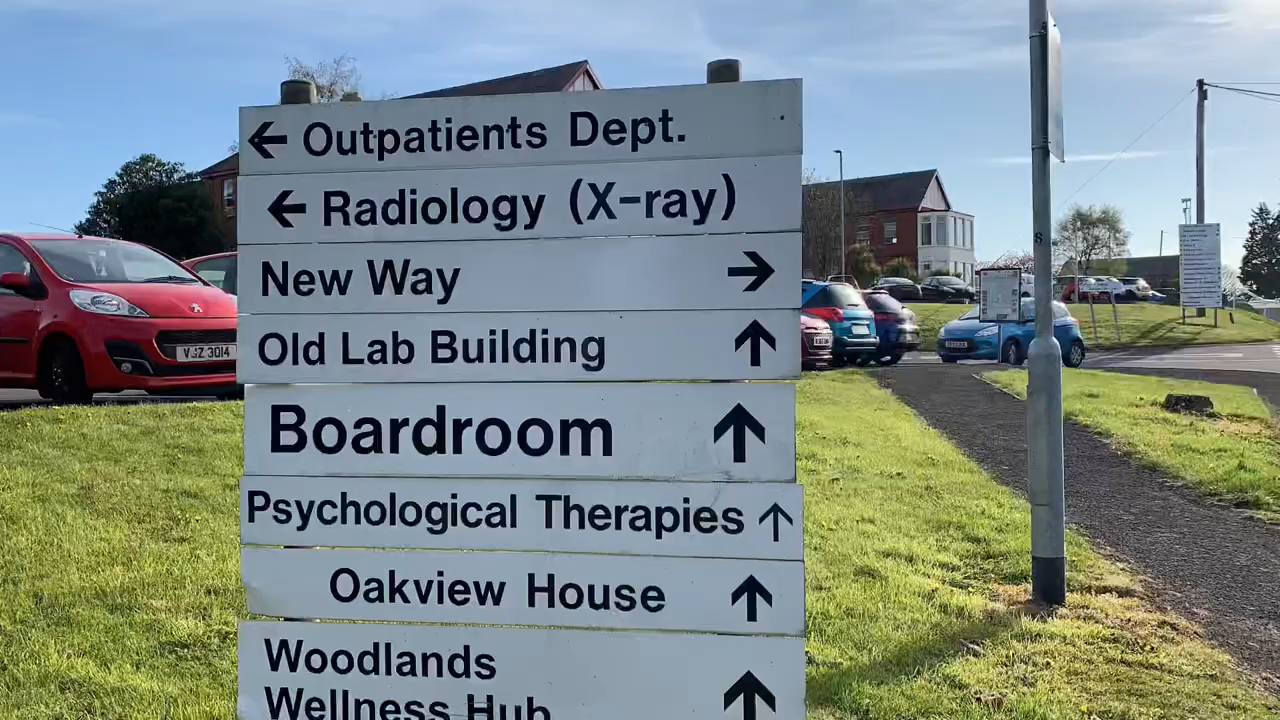 ← Outpatients Dept.
← Radiology (X-ray)
New Way →
Old Lab Building ↑
Boardroom ↑
Psychological Therapies ↑
Oakview House ↑
Woodlands
Wellness Hub ↑
VJZ 3014
8